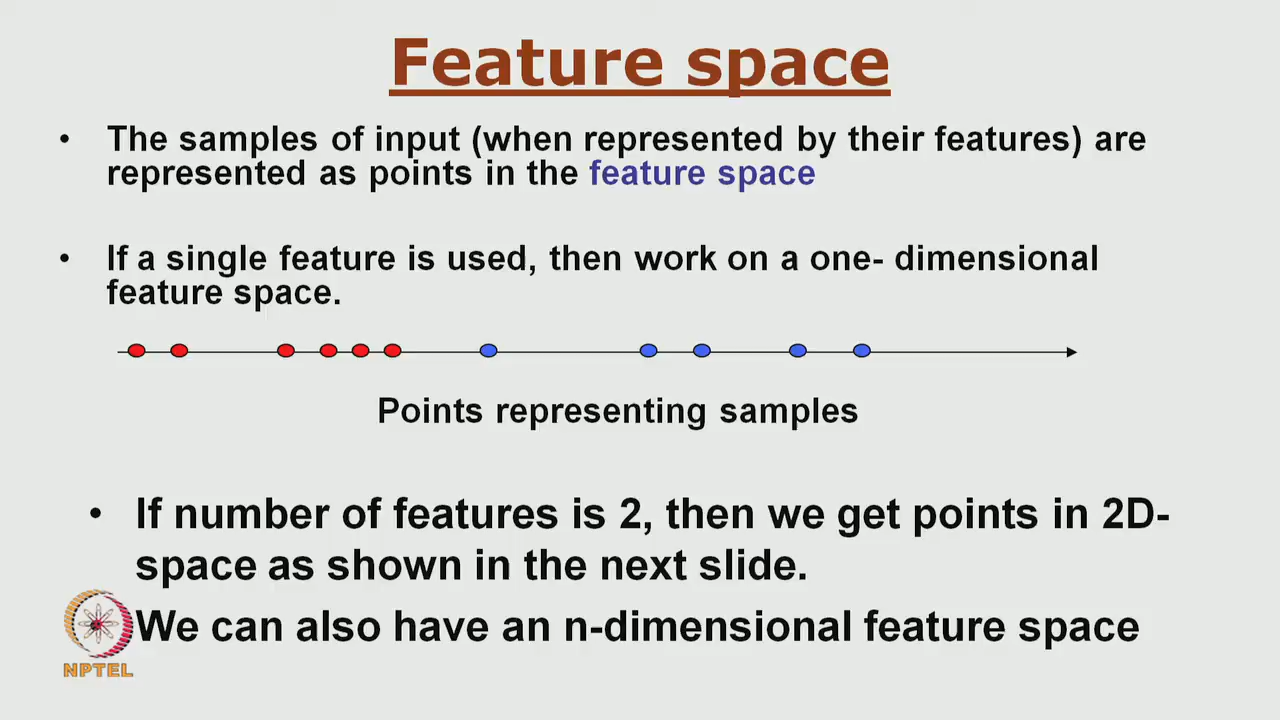 Feature space
• The samples of input (when represented by their features) are
represented as points in the feature space
• If a single feature is used, then work on a one- dimensional
feature space.
Points representing samples
• If number of features is 2, then we get points in 2D-
space as shown in the next slide.
We can also have an n-dimensional feature space
NPTEL